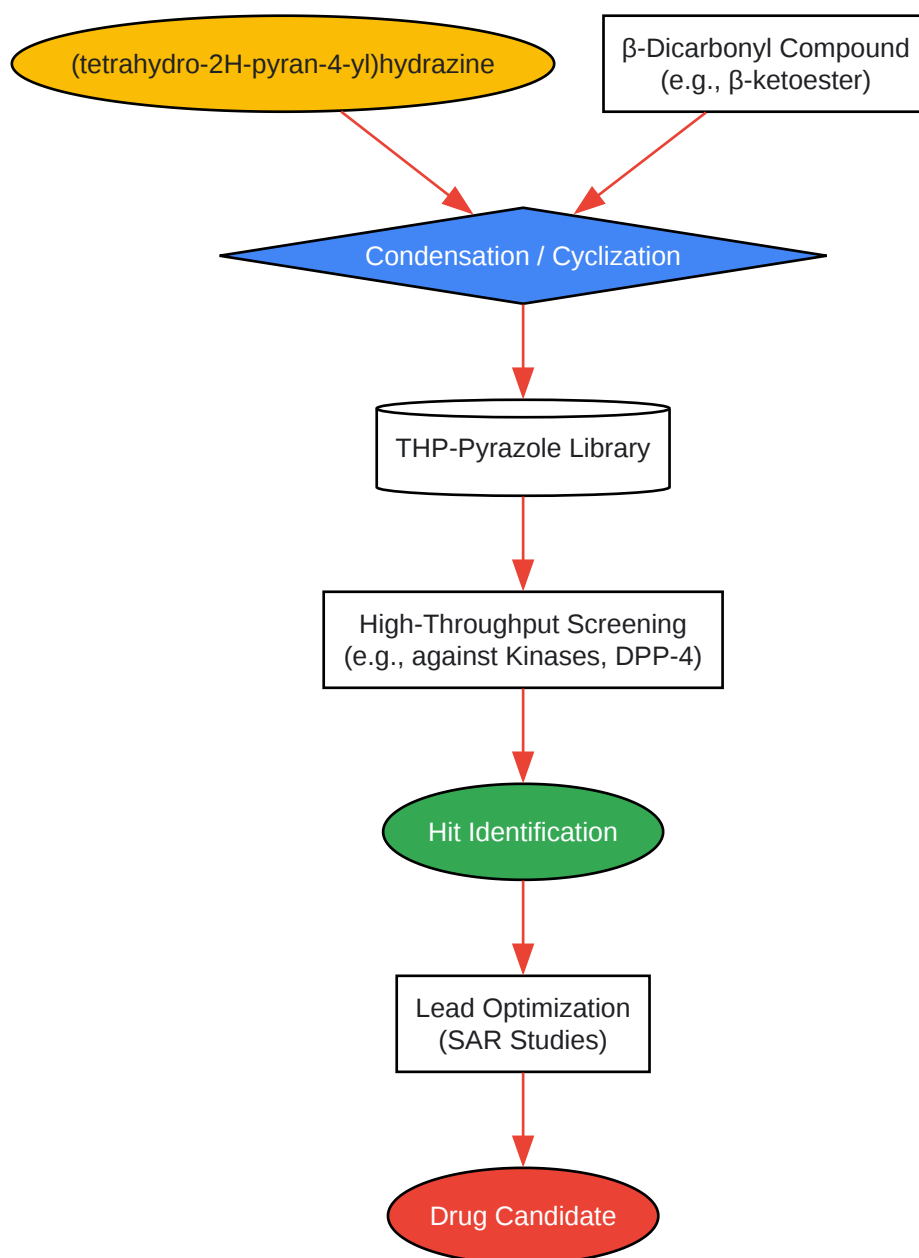 (tetrahydro-2H-pyran-4-yl)hydrazine
β-Dicarbonyl Compound
(e.g., β-ketoester)
Condensation / Cyclization
THP-Pyrazole Library
High-Throughput Screening
(e.g., against Kinases, DPP-4)
Hit Identification
Lead Optimization
(SAR Studies)
Drug Candidate